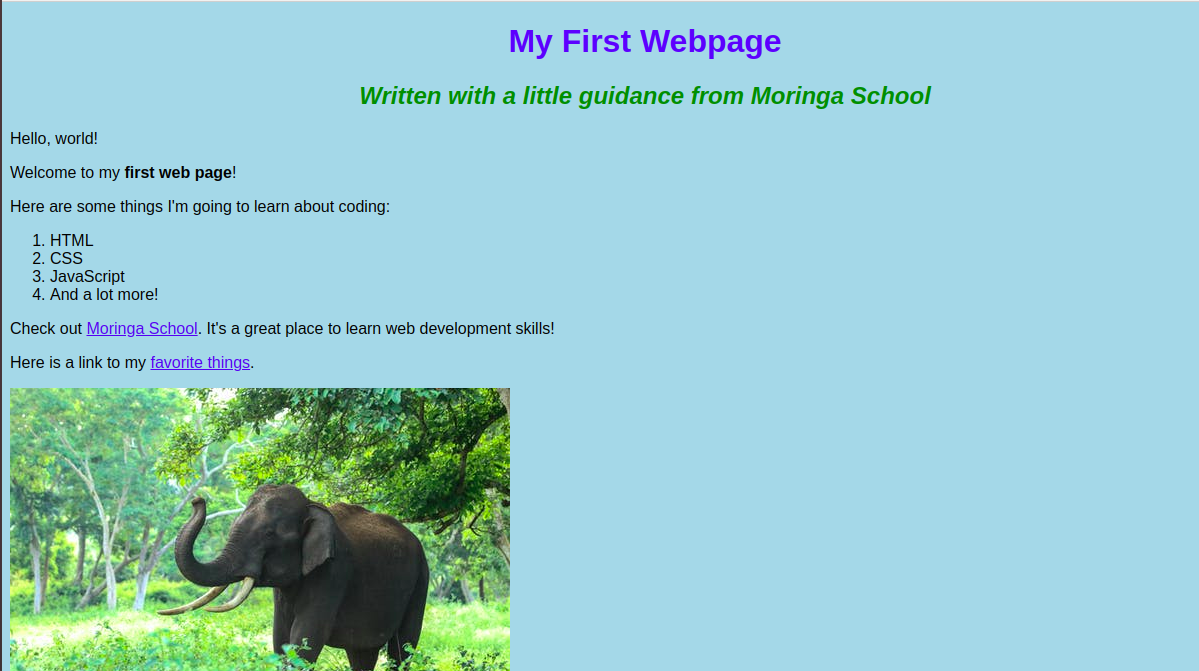 My First Webpage
Written with a little guidance from Moringa School
Hello, world!
Welcome to my first web page!
Here are some things I'm going to learn about coding:
1. HTML
2. CSS
3. JavaScript
4. And a lot more!
Check out Moringa School. It's a great place to learn web development skills!
Here is a link to my favorite things.